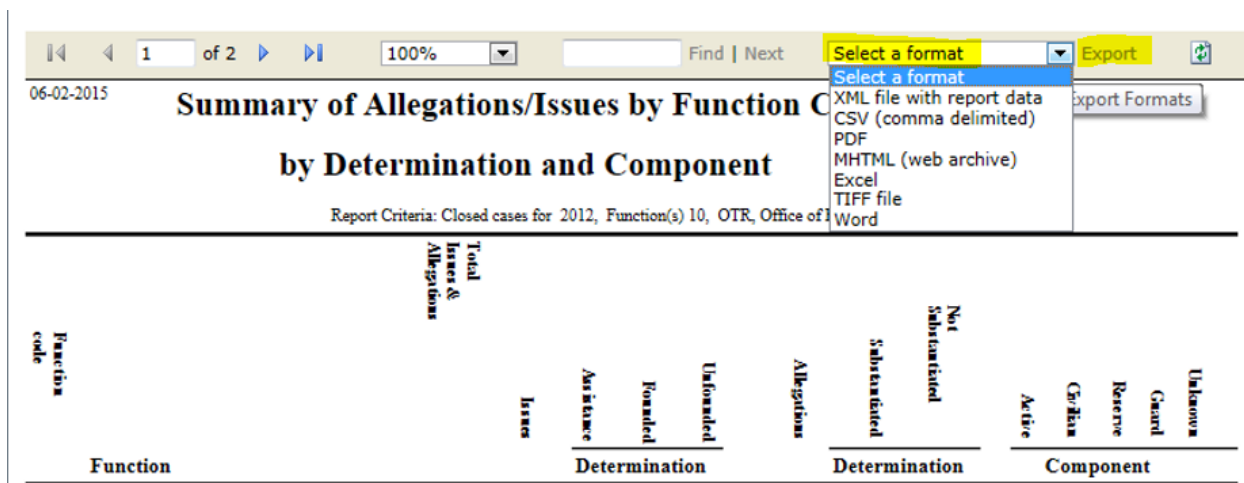 1 of 2 100% Find | Next Select a format Export
Select a format
XML file with report data
CSV (comma delimited)
PDF
MHTML (web archive)
Excel
TIFF file
Word
Export Formats
06-02-2015
Summary of Allegations/Issues by Function C
by Determination and Component
Report Criteria: Closed cases for 2012, Function(s) 10, OTR, Office of
Function
code
Total
Issues &
Allegations
Issues
Assistance
Founded
Unfounded
Allegations
Substantiated
Not
Substantiated
Active
Civilian
Reserve
Guard
Unknown
Function Determination Determination Component